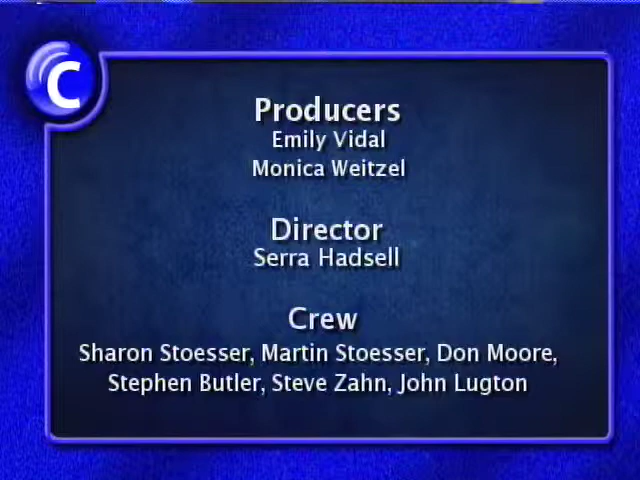 C
Producers
Emily Vidal
Monica Weitzel
Director
Serra Hadsell
Crew
Sharon Stoesser, Martin Stoesser, Don Moore,
Stephen Butler, Steve Zahn, John Lugton